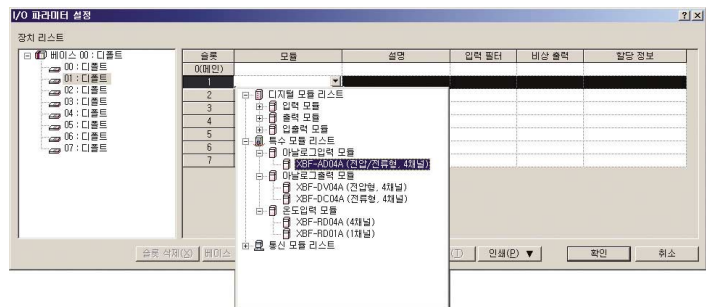 I/O 파라미터 설정
? ×
장치 리스트
베이스 00 : 디폴트
00 : 디폴트
01 : 디폴트
02 : 디폴트
03 : 디폴트
04 : 디폴트
05 : 디폴트
06 : 디폴트
07 : 디폴트
슬롯 모듈 설명 입력 필터 비상 출력 할당 정보
0(메인)
1
2
3
4
5
6
7
디지털 모듈 리스트
입력 모듈
출력 모듈
입출력 모듈
특수 모듈 리스트
아날로그입력 모듈
XBF-AD04A (전압/전류형, 4채널)
아날로그출력 모듈
XBF-DV04A (전압형, 4채널)
XBF-DC04A (전류형, 4채널)
온도입력 모듈
XBF-RD04A (4채널)
XBF-RD01A (1채널)
통신 모듈 리스트
슬롯 삭제(X) 베이스 (I) 인쇄(P) ▼ 확인 취소